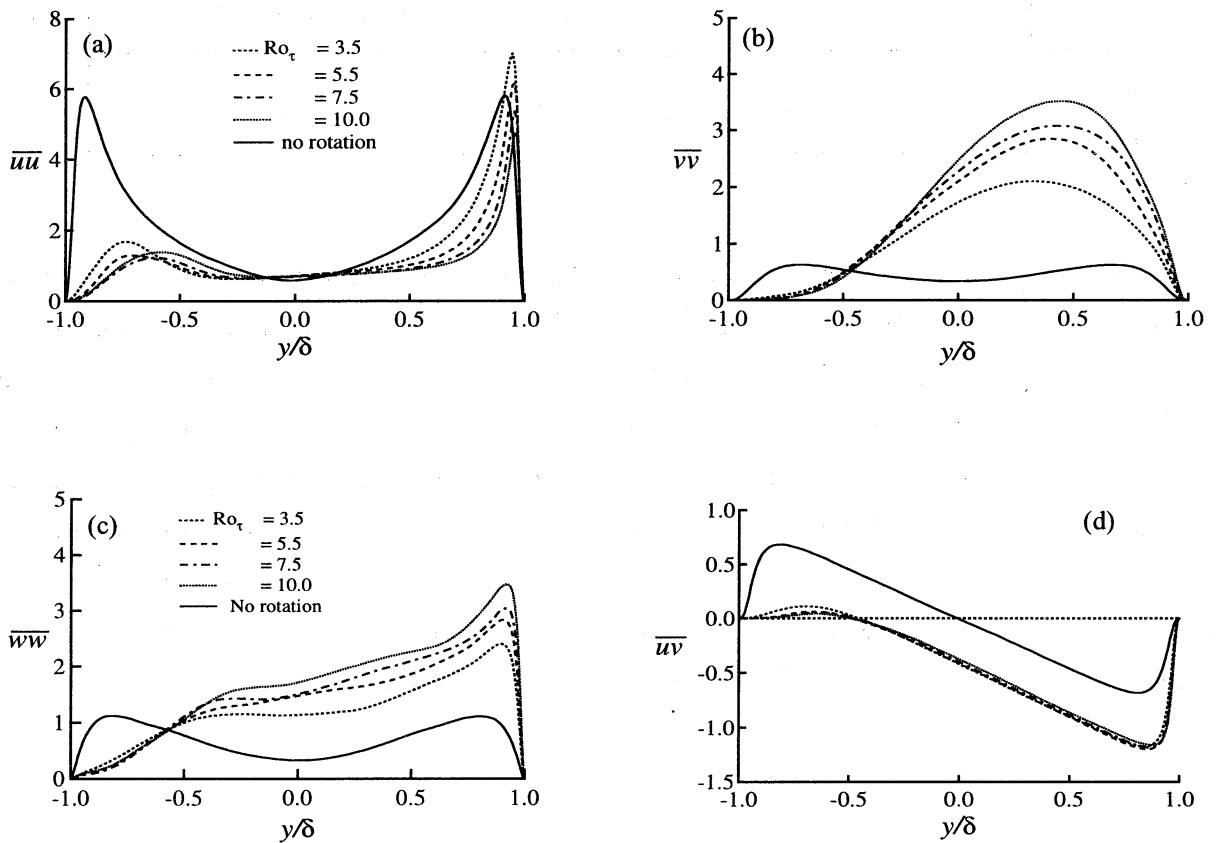 (a)
Ro_τ = 3.5
= 5.5
= 7.5
= 10.0
no rotation
8
6
4
2
0
u̅u̅
-1.0 -0.5 0.0 0.5 1.0
y/δ
(b)
5
4
3
2
1
0
v̅v̅
-1.0 -0.5 0.0 0.5 1.0
y/δ
(c)
Ro_τ = 3.5
= 5.5
= 7.5
= 10.0
No rotation
5
4
3
2
1
0
w̅w̅
-1.0 -0.5 0.0 0.5 1.0
y/δ
(d)
1.0
0.5
0.0
-0.5
-1.0
-1.5
u̅v̅
-1.0 -0.5 0.0 0.5 1.0
y/δ